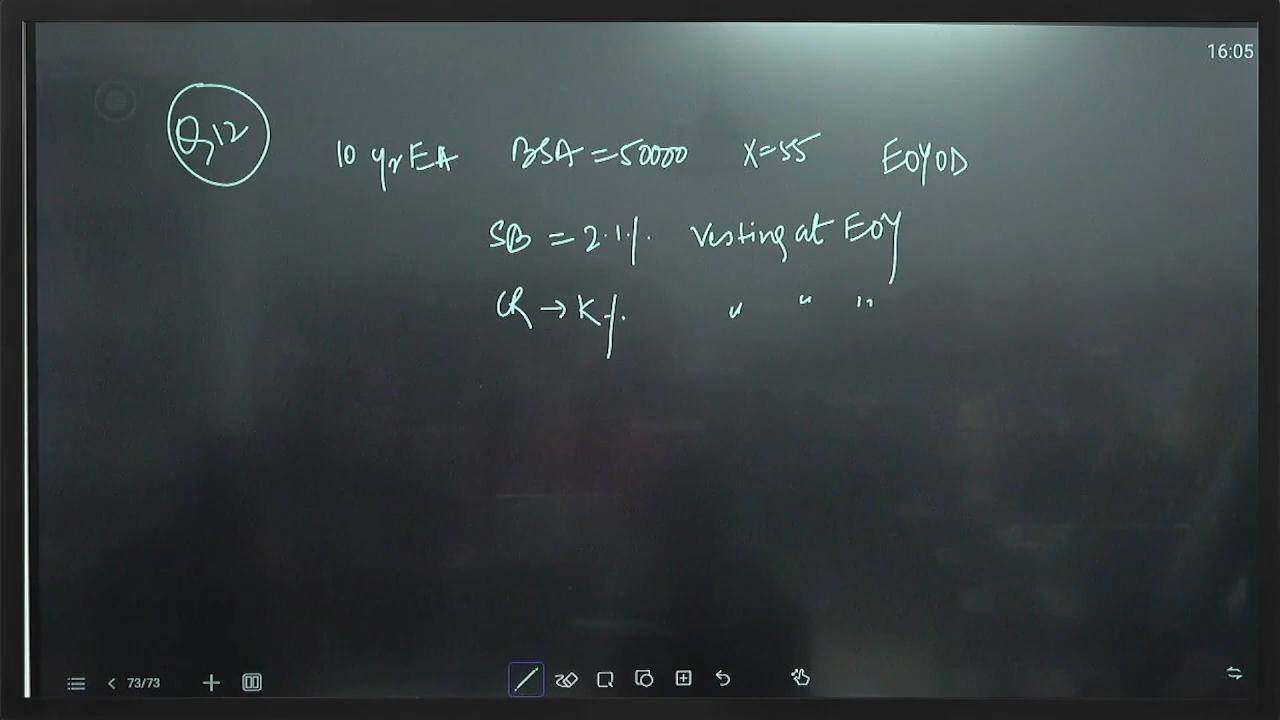 16:05
Q12
10 yr EA BSA = 50000 X=55 EOYOD
SB = 2.1%. Vesting at EOY
CR → K%. " " "
73/73